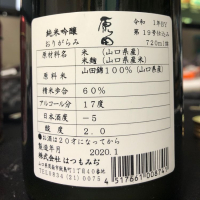 純米吟醸
おりがらみ
原田
令和1年BY
第19号仕込み
720ml詰
原材料名 米(山口県産)
米麹(山口県産米)
原料米 山田錦100%(山口県産)
精米歩合 60%
アルコール分 17度
日本酒度 -5
酸度 2.0
●お酒は20才になってから
製造年月 2020.1
株式会社 はつもみぢ